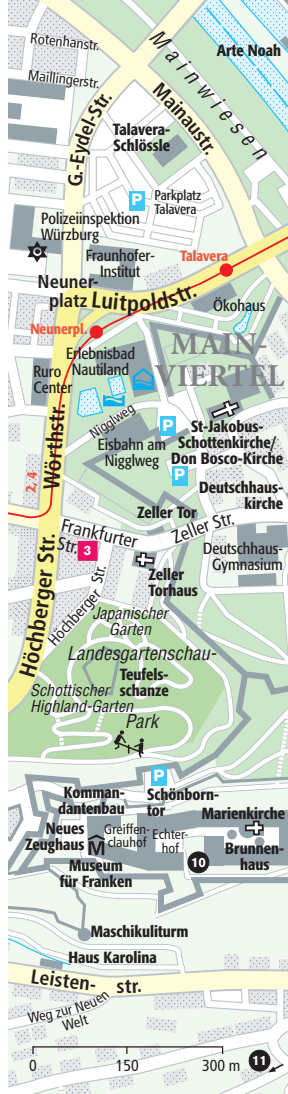 Rotenhanstr.
Arte Noah
Mainwiesen
Maillingerstr.
Mainaustr.
G.-Eydel-Str.
Talavera-
Schlössle
P
Parkplatz
Talavera
Polizeiinspektion
Würzburg
Fraunhofer-
Institut
Talavera
Neuner-
platz
Luitpoldstr.
Ökohaus
Neunerpl.
MAIN-
VIERTEL
Erlebnisbad
Nautiland
Ruro
Center
Nigglweg
P
St-Jakobus-
Schottenkirche/
Don Bosco-Kirche
Eisbahn am
Nigglweg
P
Wörthstr.
2, 4
Deutschhaus-
kirche
Zeller Tor
Frankfurter
Str.
3
Zeller Str.
Deutschhaus-
Gymnasium
Zeller
Torhaus
Höchberger Str.
Höchberger Str.
Japanischer
Garten
Landesgartenschau-
Teufels-
schanze
Schottischer
Highland-Garten
Park
P
Komman-
dantenbau
Schönborn-
tor
Marienkirche
Neues
Zeughaus
Greiffen-
clauhof
Echter-
hof
M
10
Brunnen-
haus
Museum
für Franken
Maschikuliturm
Haus Karolina
Leisten-
str.
Weg zur Neuen
Welt
0 150 300 m
11